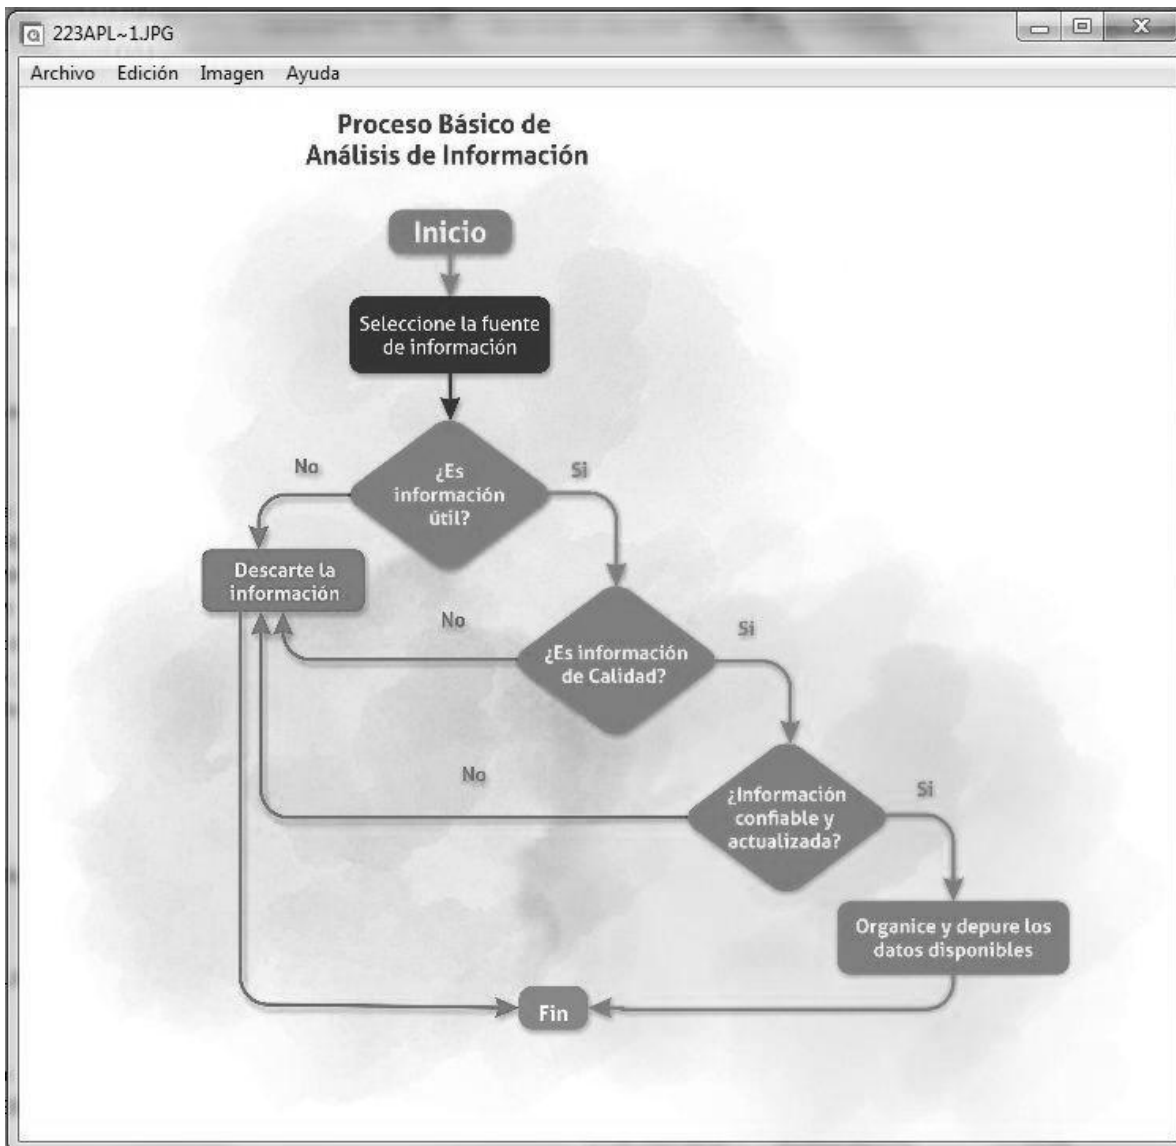 223APL~1.JPG
Archivo Edición Imagen Ayuda
Proceso Básico de
Análisis de Información
Inicio
Seleccione la fuente
de información
¿Es
información
útil?
No
Si
Descarte la
información
¿Es información
de Calidad?
No
Si
¿Información
confiable y
actualizada?
No
Si
Organice y depure los
datos disponibles
Fin